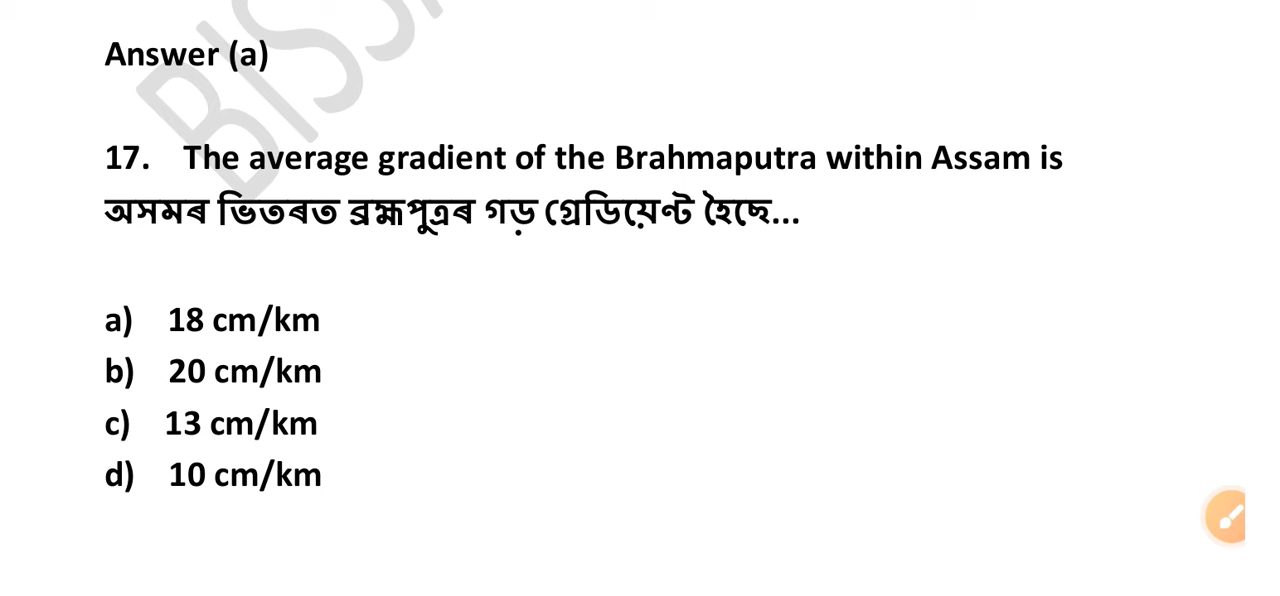 Answer (a)
17. The average gradient of the Brahmaputra within Assam is
অসমৰ ভিতৰত ব্ৰহ্মপুত্ৰৰ গড় গ্ৰেডিয়েন্ট হৈছে...
a) 18 cm/km
b) 20 cm/km
c) 13 cm/km
d) 10 cm/km